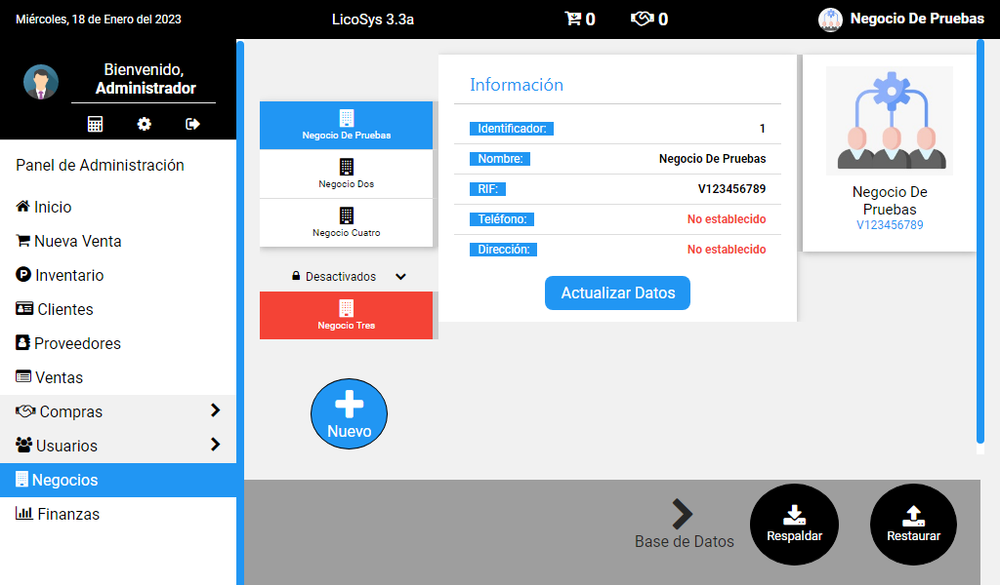 Miércoles, 18 de Enero del 2023
LicoSys 3.3a
0
0
Negocio De Pruebas
Bienvenido,
Administrador
Panel de Administración
Inicio
Nueva Venta
Inventario
Clientes
Proveedores
Ventas
Compras
Usuarios
Negocios
Finanzas
Negocio De Pruebas
Negocio Dos
Negocio Cuatro
Desactivados
Negocio Tres
Nuevo
Información
Identificador: 1
Nombre: Negocio De Pruebas
RIF: V123456789
Teléfono: No establecido
Dirección: No establecido
Actualizar Datos
Negocio De
Pruebas
V123456789
Base de Datos
Respaldar
Restaurar